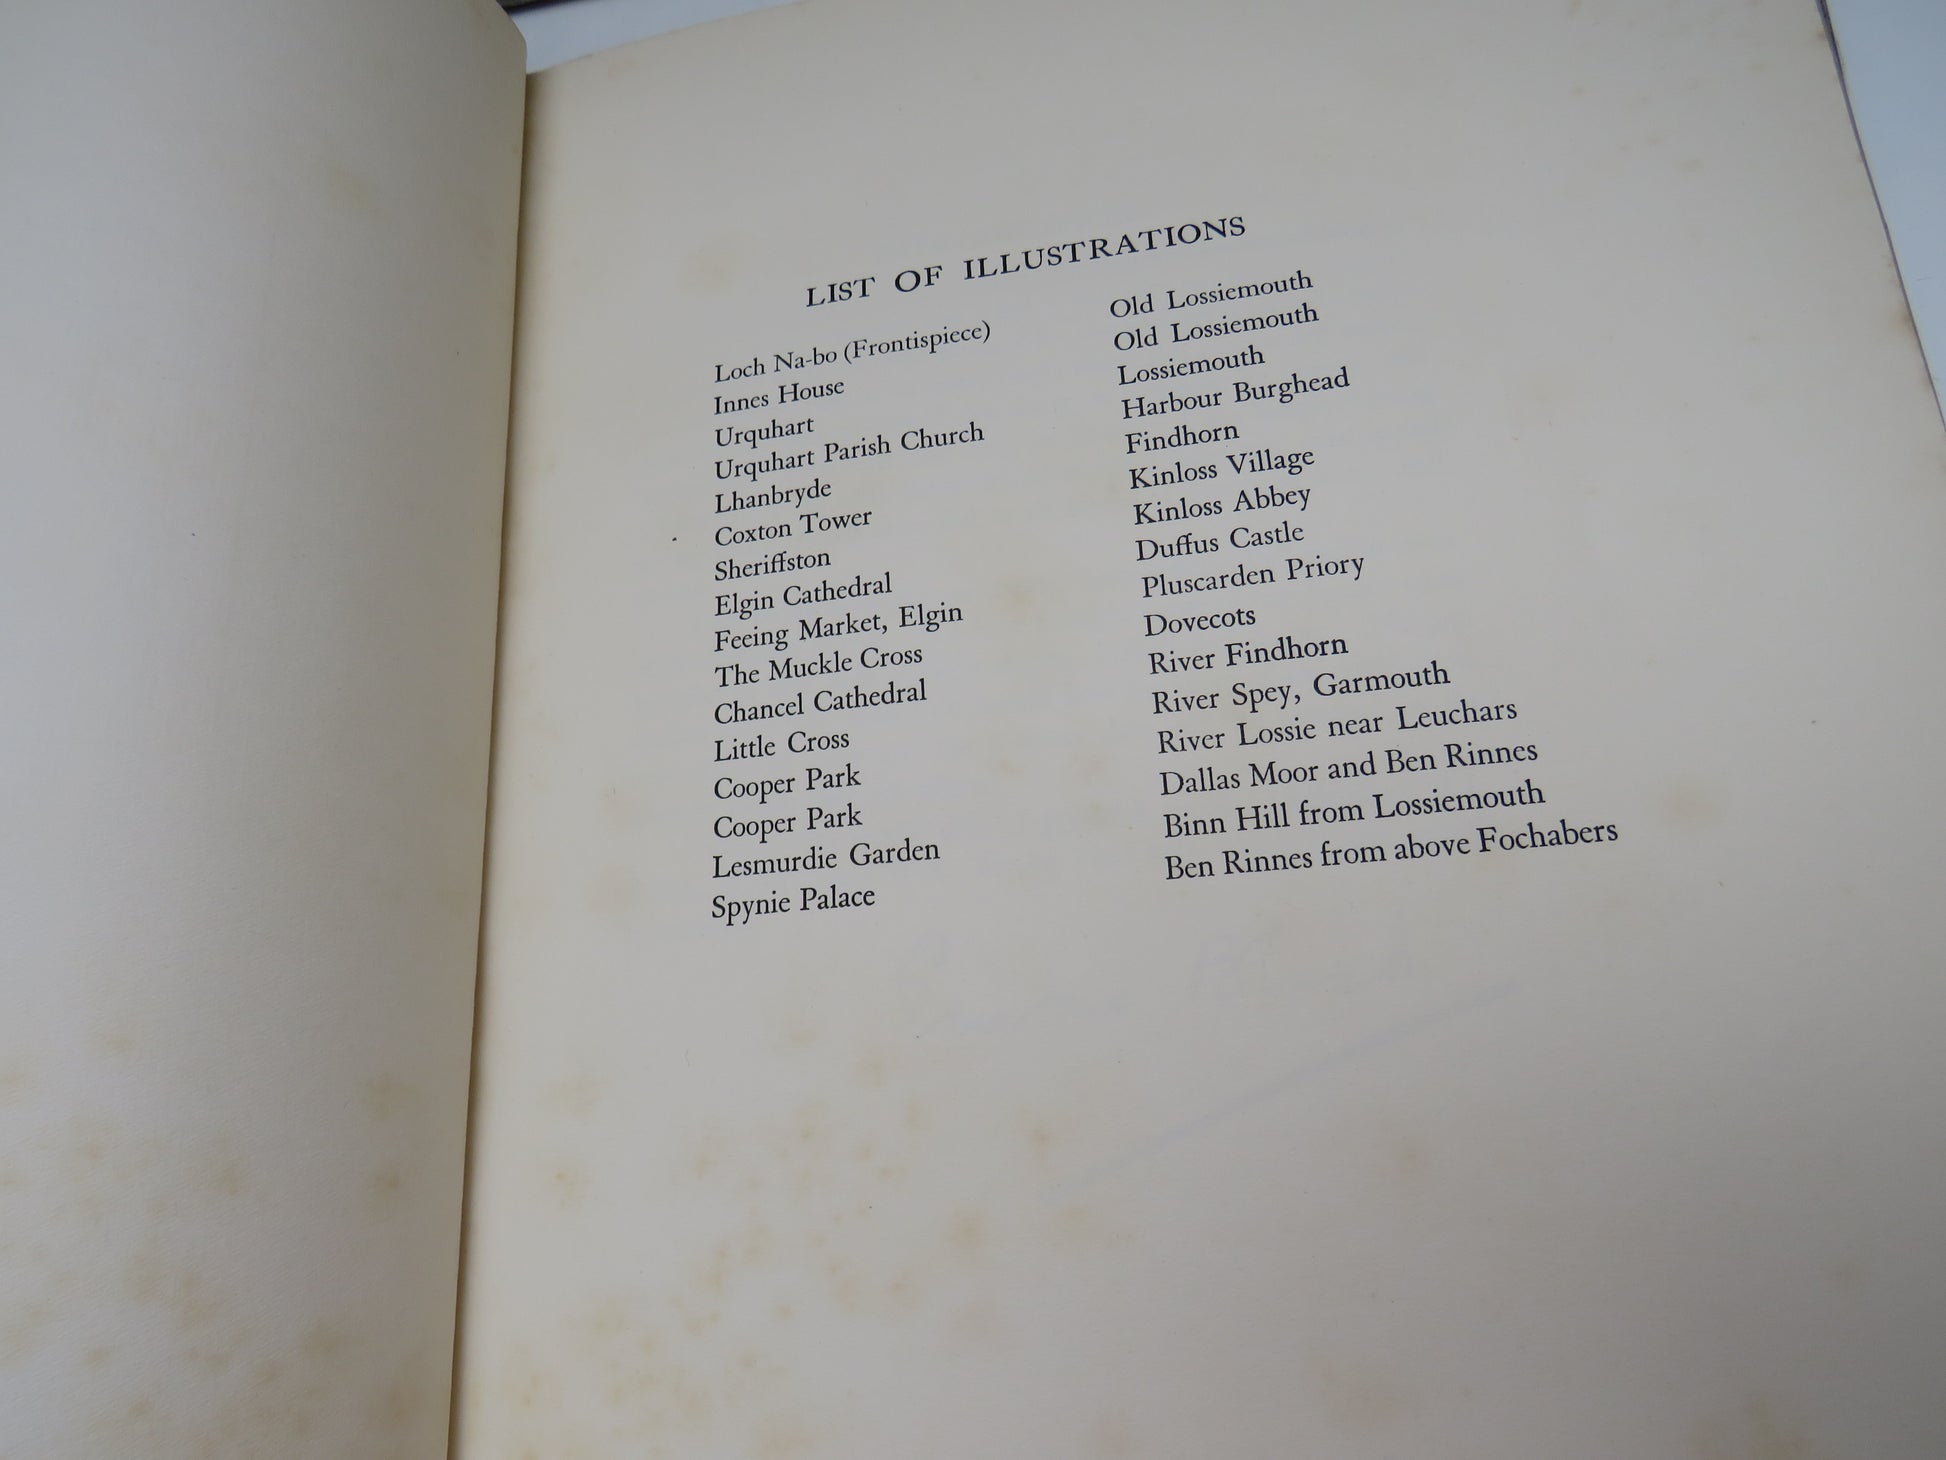 LIST OF ILLUSTRATIONS
Loch Na-bo (Frontispiece)
Innes House
Urquhart
Urquhart Parish Church
Lhanbryde
Coxton Tower
Sheriffston
Elgin Cathedral
Feeing Market, Elgin
The Muckle Cross
Chancel Cathedral
Little Cross
Cooper Park
Cooper Park
Lesmurdie Garden
Spynie Palace
Old Lossiemouth
Old Lossiemouth
Lossiemouth
Harbour Burghead
Findhorn
Kinloss Village
Kinloss Abbey
Duffus Castle
Pluscarden Priory
Dovecots
River Findhorn
River Spey, Garmouth
River Lossie near Leuchars
Dallas Moor and Ben Rinnes
Binn Hill from Lossiemouth
Ben Rinnes from above Fochabers